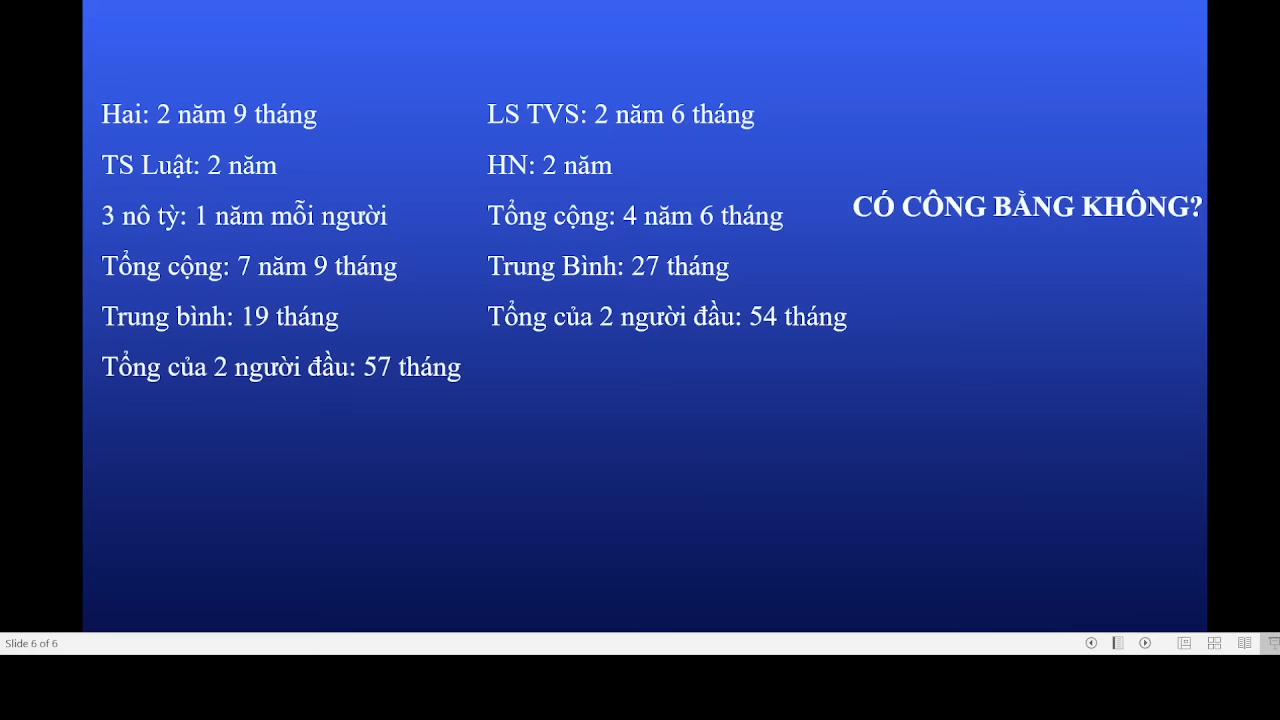 Hai: 2 năm 9 tháng
TS Luật: 2 năm
3 nô tỳ: 1 năm mỗi người
Tổng cộng: 7 năm 9 tháng
Trung bình: 19 tháng
Tổng của 2 người đầu: 57 tháng
LS TVS: 2 năm 6 tháng
HN: 2 năm
Tổng cộng: 4 năm 6 tháng
Trung Bình: 27 tháng
Tổng của 2 người đầu: 54 tháng
CÓ CÔNG BẰNG KHÔNG?
Slide 6 of 6